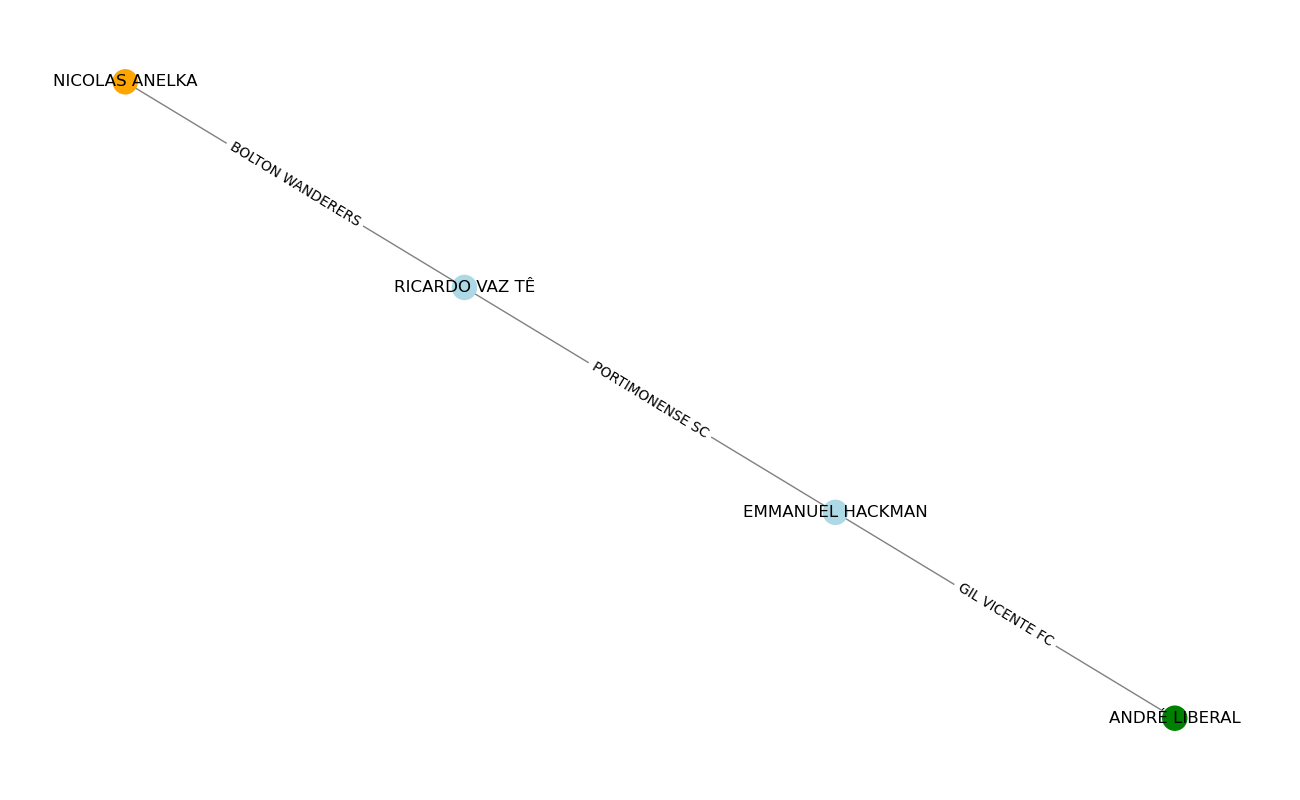 NICOLAS ANELKA
BOLTON WANDERERS
RICARDO VAZ TÊ
PORTIMONENSE SC
EMMANUEL HACKMAN
GIL VICENTE FC
ANDRÉ LIBERAL